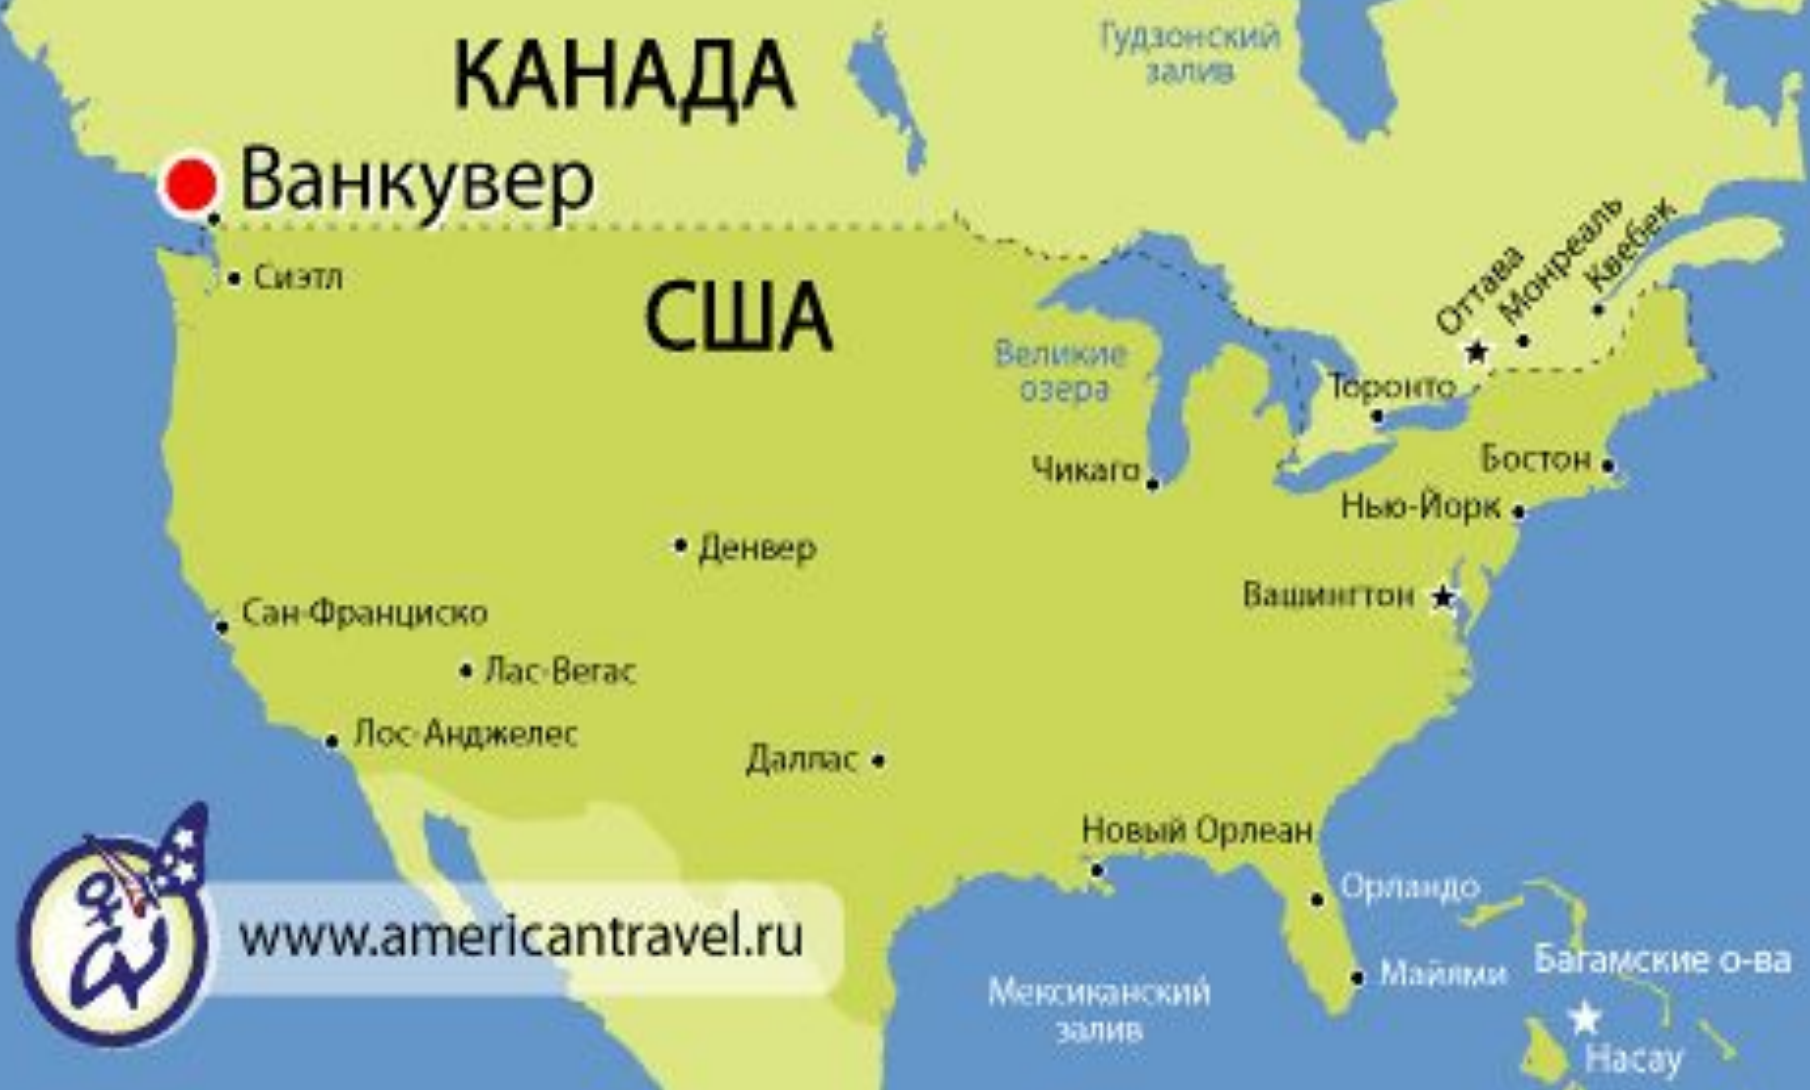 КАНАДА
Гудзонский
залив
Ванкувер
Сиэтл
США
Великие
озера
Оттава
Монреаль
Квебек
Торонто
Чикаго
Бостон
Нью-Йорк
Денвер
Вашингтон
Сан-Франциско
Лас-Вегас
Лос-Анджелес
Даллас
Новый Орлеан
Орландо
www.americantravel.ru
Майями
Багамские о-ва
Мексиканский
залив
Насау